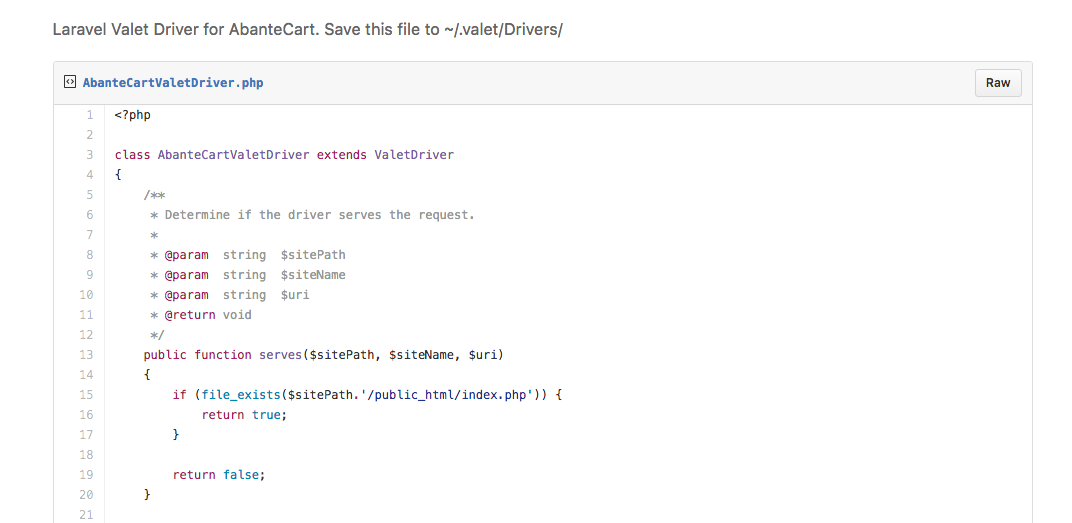 Laravel Valet Driver for AbanteCart. Save this file to ~/.valet/Drivers/
AbanteCartValetDriver.php
Raw
1 <?php
2
3 class AbanteCartValetDriver extends ValetDriver
4 {
5     /**
6      * Determine if the driver serves the request.
7      *
8      * @param  string  $sitePath
9      * @param  string  $siteName
10      * @param  string  $uri
11      * @return void
12      */
13     public function serves($sitePath, $siteName, $uri)
14     {
15         if (file_exists($sitePath.'/public_html/index.php')) {
16             return true;
17         }
18
19         return false;
20     }
21